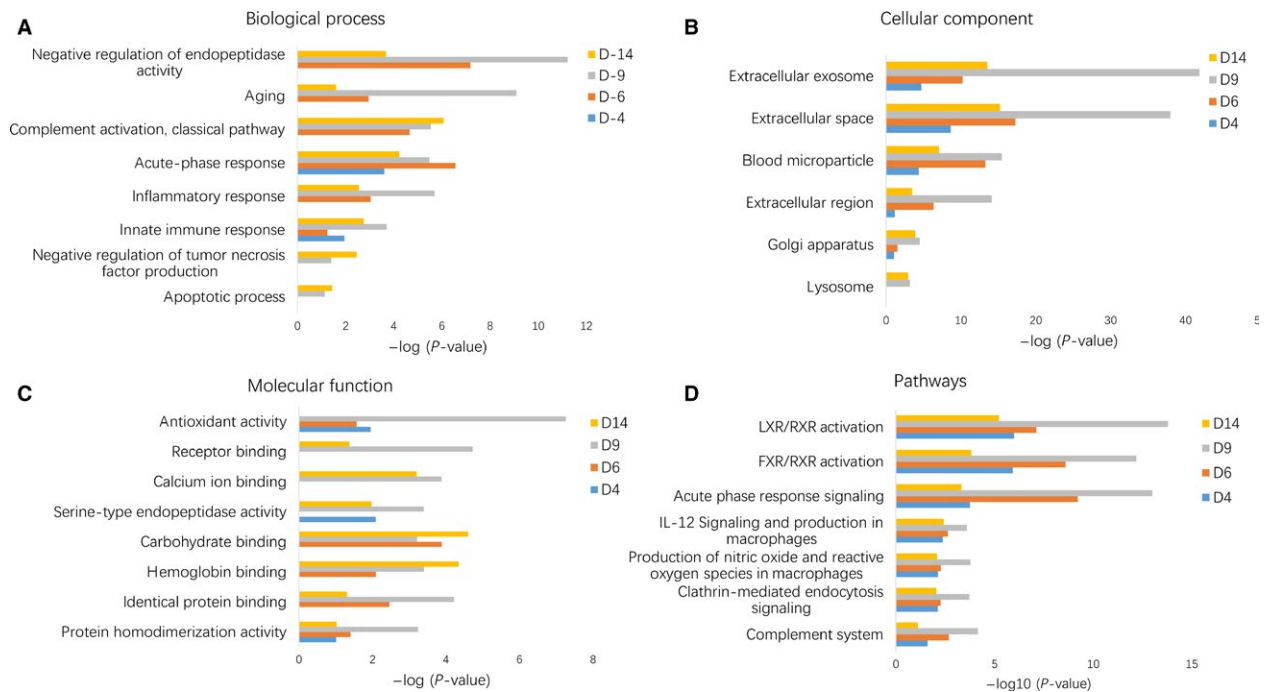 A
Biological process
Negative regulation of endopeptidase
activity
Aging
Complement activation, classical pathway
Acute-phase response
Inflammatory response
Innate immune response
Negative regulation of tumor necrosis
factor production
Apoptotic process
D-14
D-9
D-6
D-4
0 2 4 6 8 10 12
−log (P-value)
B
Cellular component
Extracellular exosome
Extracellular space
Blood microparticle
Extracellular region
Golgi apparatus
Lysosome
D14
D9
D6
D4
0 10 20 30 40
−log (P-value)
C
Molecular function
Antioxidant activity
Receptor binding
Calcium ion binding
Serine-type endopeptidase activity
Carbohydrate binding
Hemoglobin binding
Identical protein binding
Protein homodimerization activity
D14
D9
D6
D4
0 2 4 6 8
−log (P-value)
D
Pathways
LXR/RXR activation
FXR/RXR activation
Acute phase response signaling
IL-12 Signaling and production in
macrophages
Production of nitric oxide and reactive
oxygen species in macrophages
Clathrin-mediated endocytosis
signaling
Complement system
D14
D9
D6
D4
0 5 10 15
−log10 (P-value)